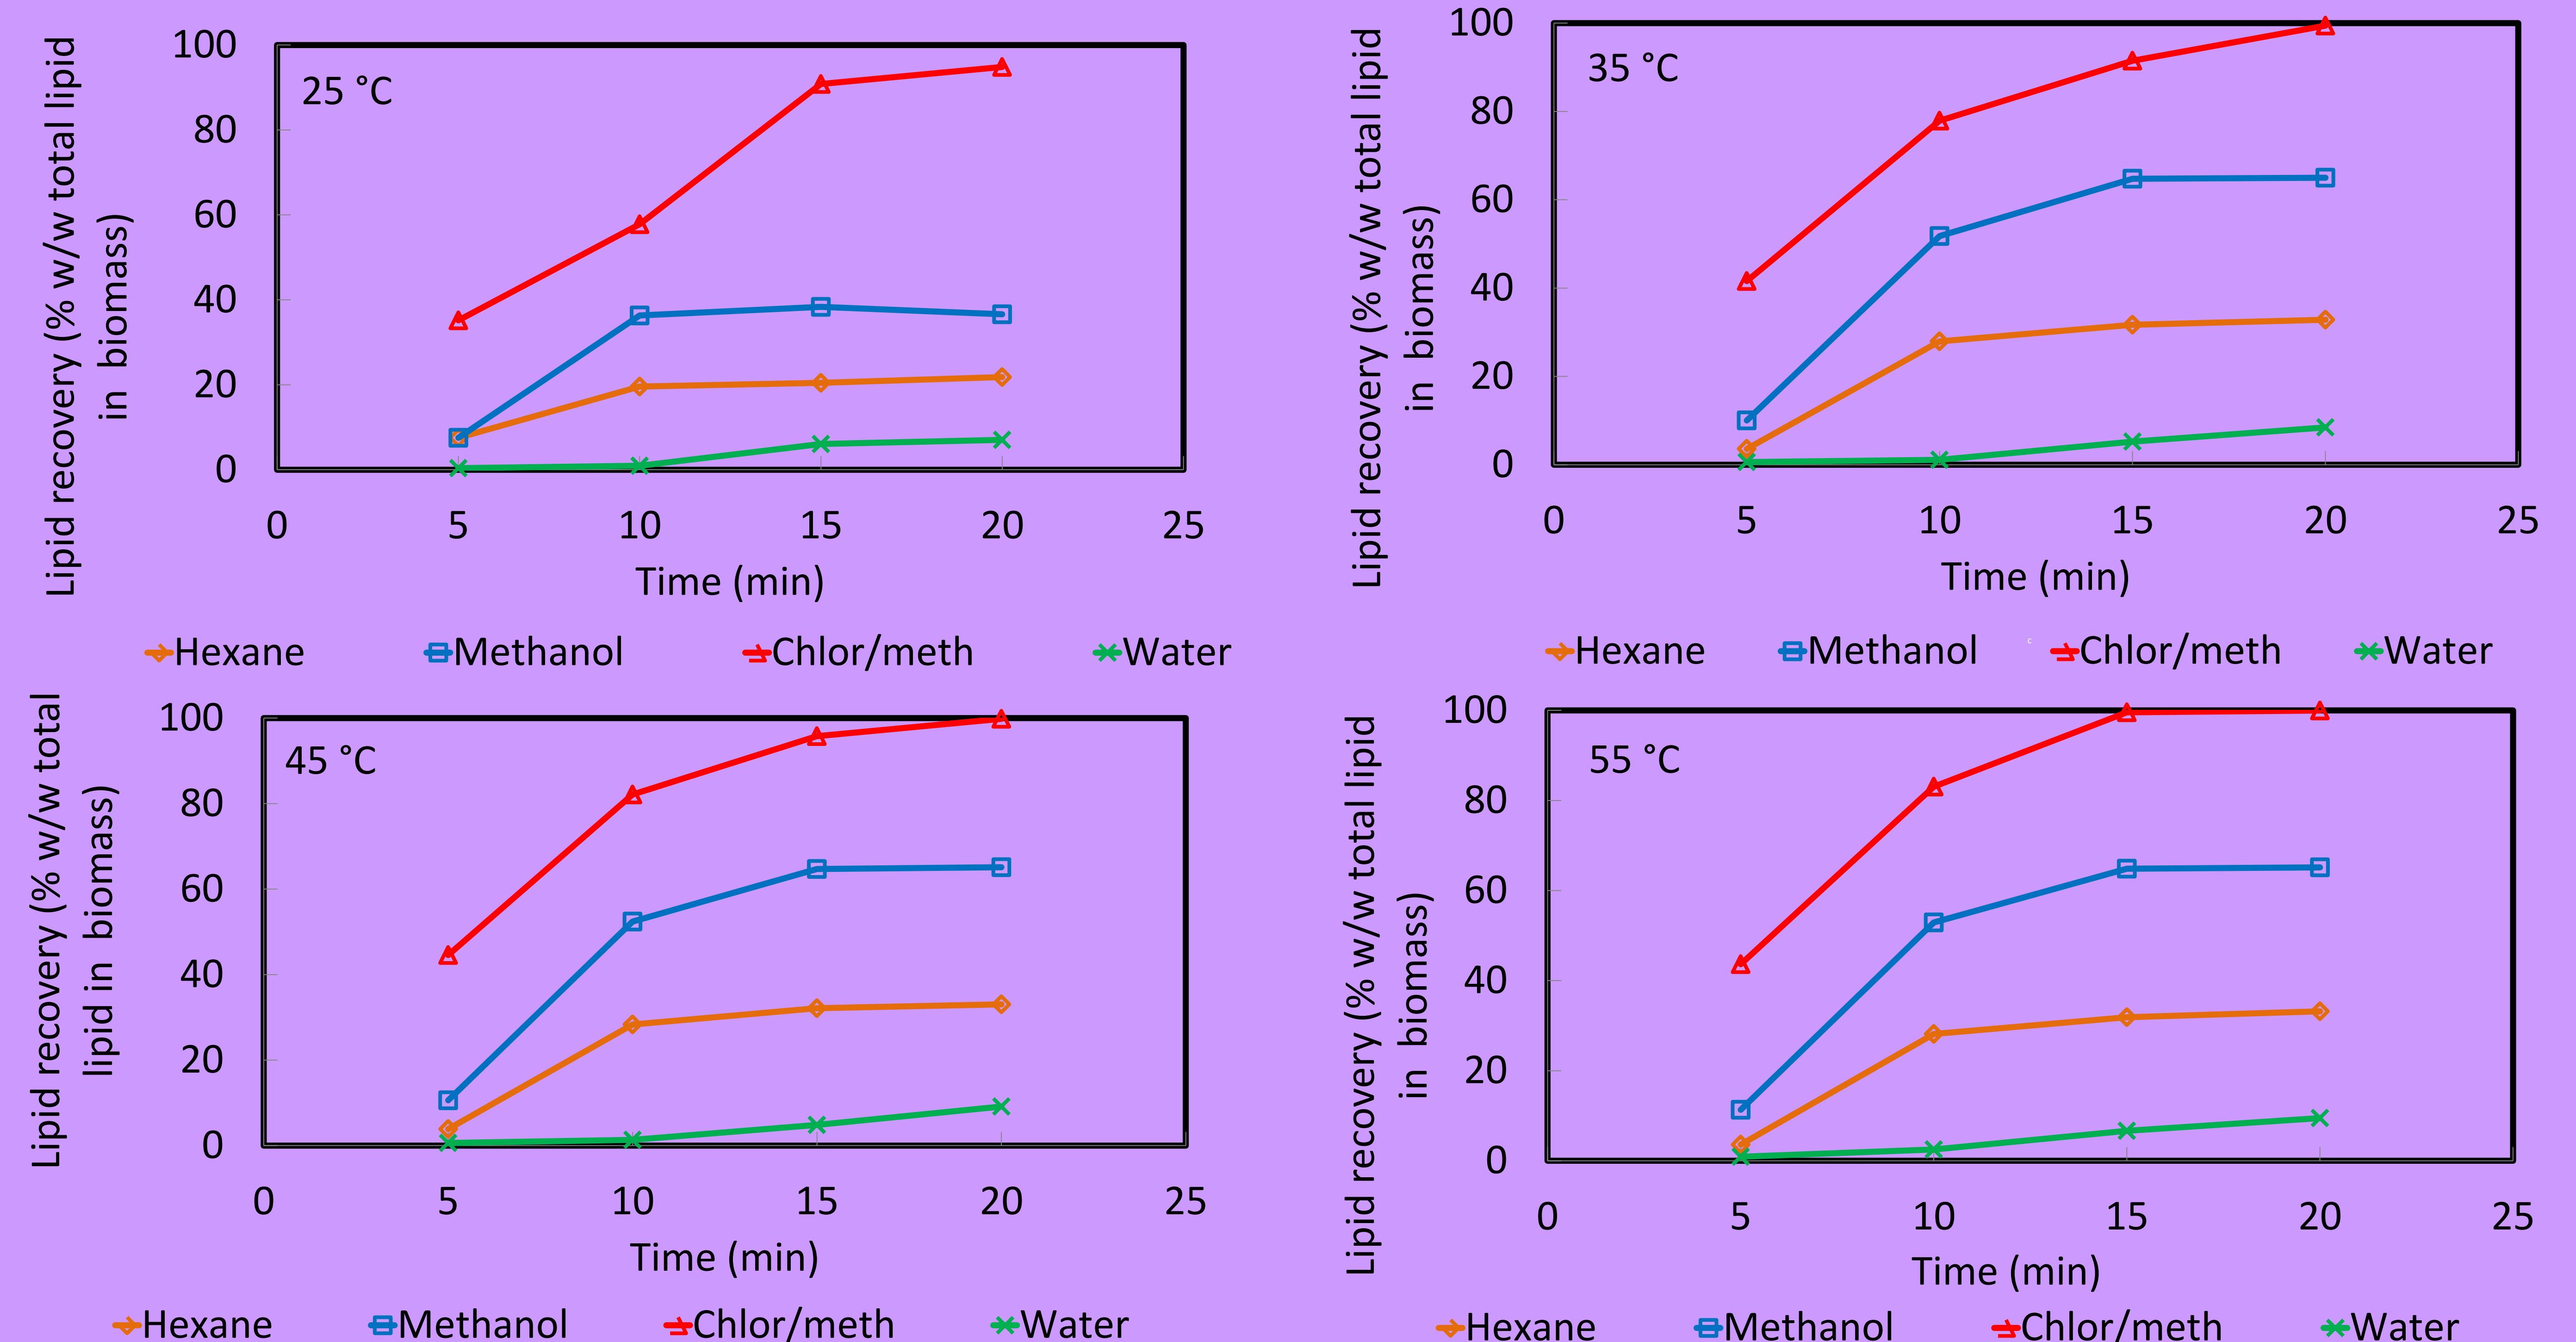 Lipid recovery (% w/w total lipid
in biomass)
100
80
60
40
20
0
25 °C
0 5 10 15 20 25
Time (min)
Hexane Methanol Chlor/meth Water
Lipid recovery (% w/w total lipid
in biomass)
100
80
60
40
20
0
35 °C
0 5 10 15 20 25
Time (min)
Hexane Methanol c Chlor/meth Water
Lipid recovery (% w/w total
lipid in biomass)
100
80
60
40
20
0
45 °C
0 5 10 15 20 25
Time (min)
Hexane Methanol Chlor/meth Water
Lipid recovery (% w/w total lipid
in biomass)
100
80
60
40
20
0
55 °C
0 5 10 15 20 25
Time (min)
Hexane Methanol Chlor/meth Water